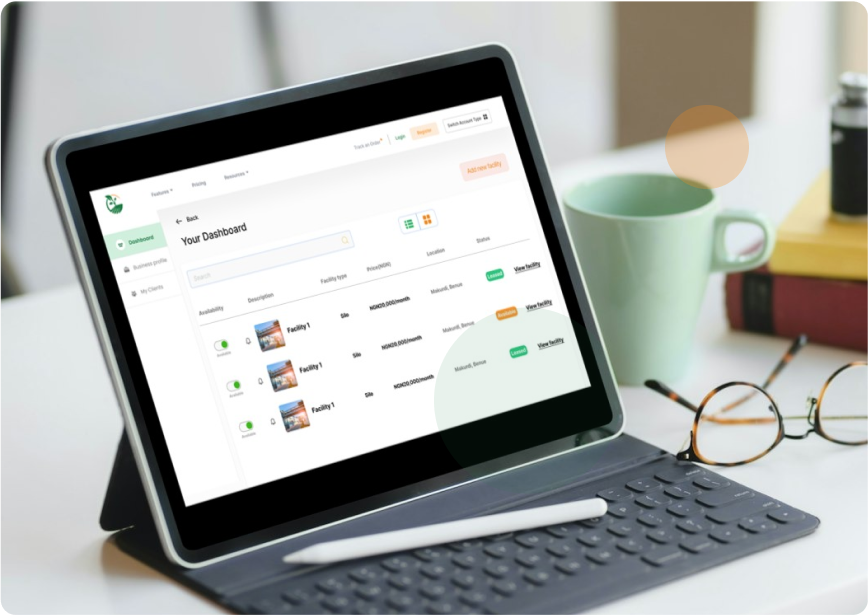 Features
Pricing
Resources
Track an Order
Login
Register
Switch Account Type
Dashboard
Business profile
My Clients
Back
Your Dashboard
Add new facility
Search
Availability
Description
Facility type
Price(NGN)
Location
Status
Available
Facility 1
Silo
NGN20,000/month
Makurdi, Benue
Leased
View facility
Available
Facility 1
Silo
NGN20,000/month
Makurdi, Benue
Available
View facility
Available
Facility 1
Silo
NGN20,000/month
Makurdi, Benue
Leased
View facility